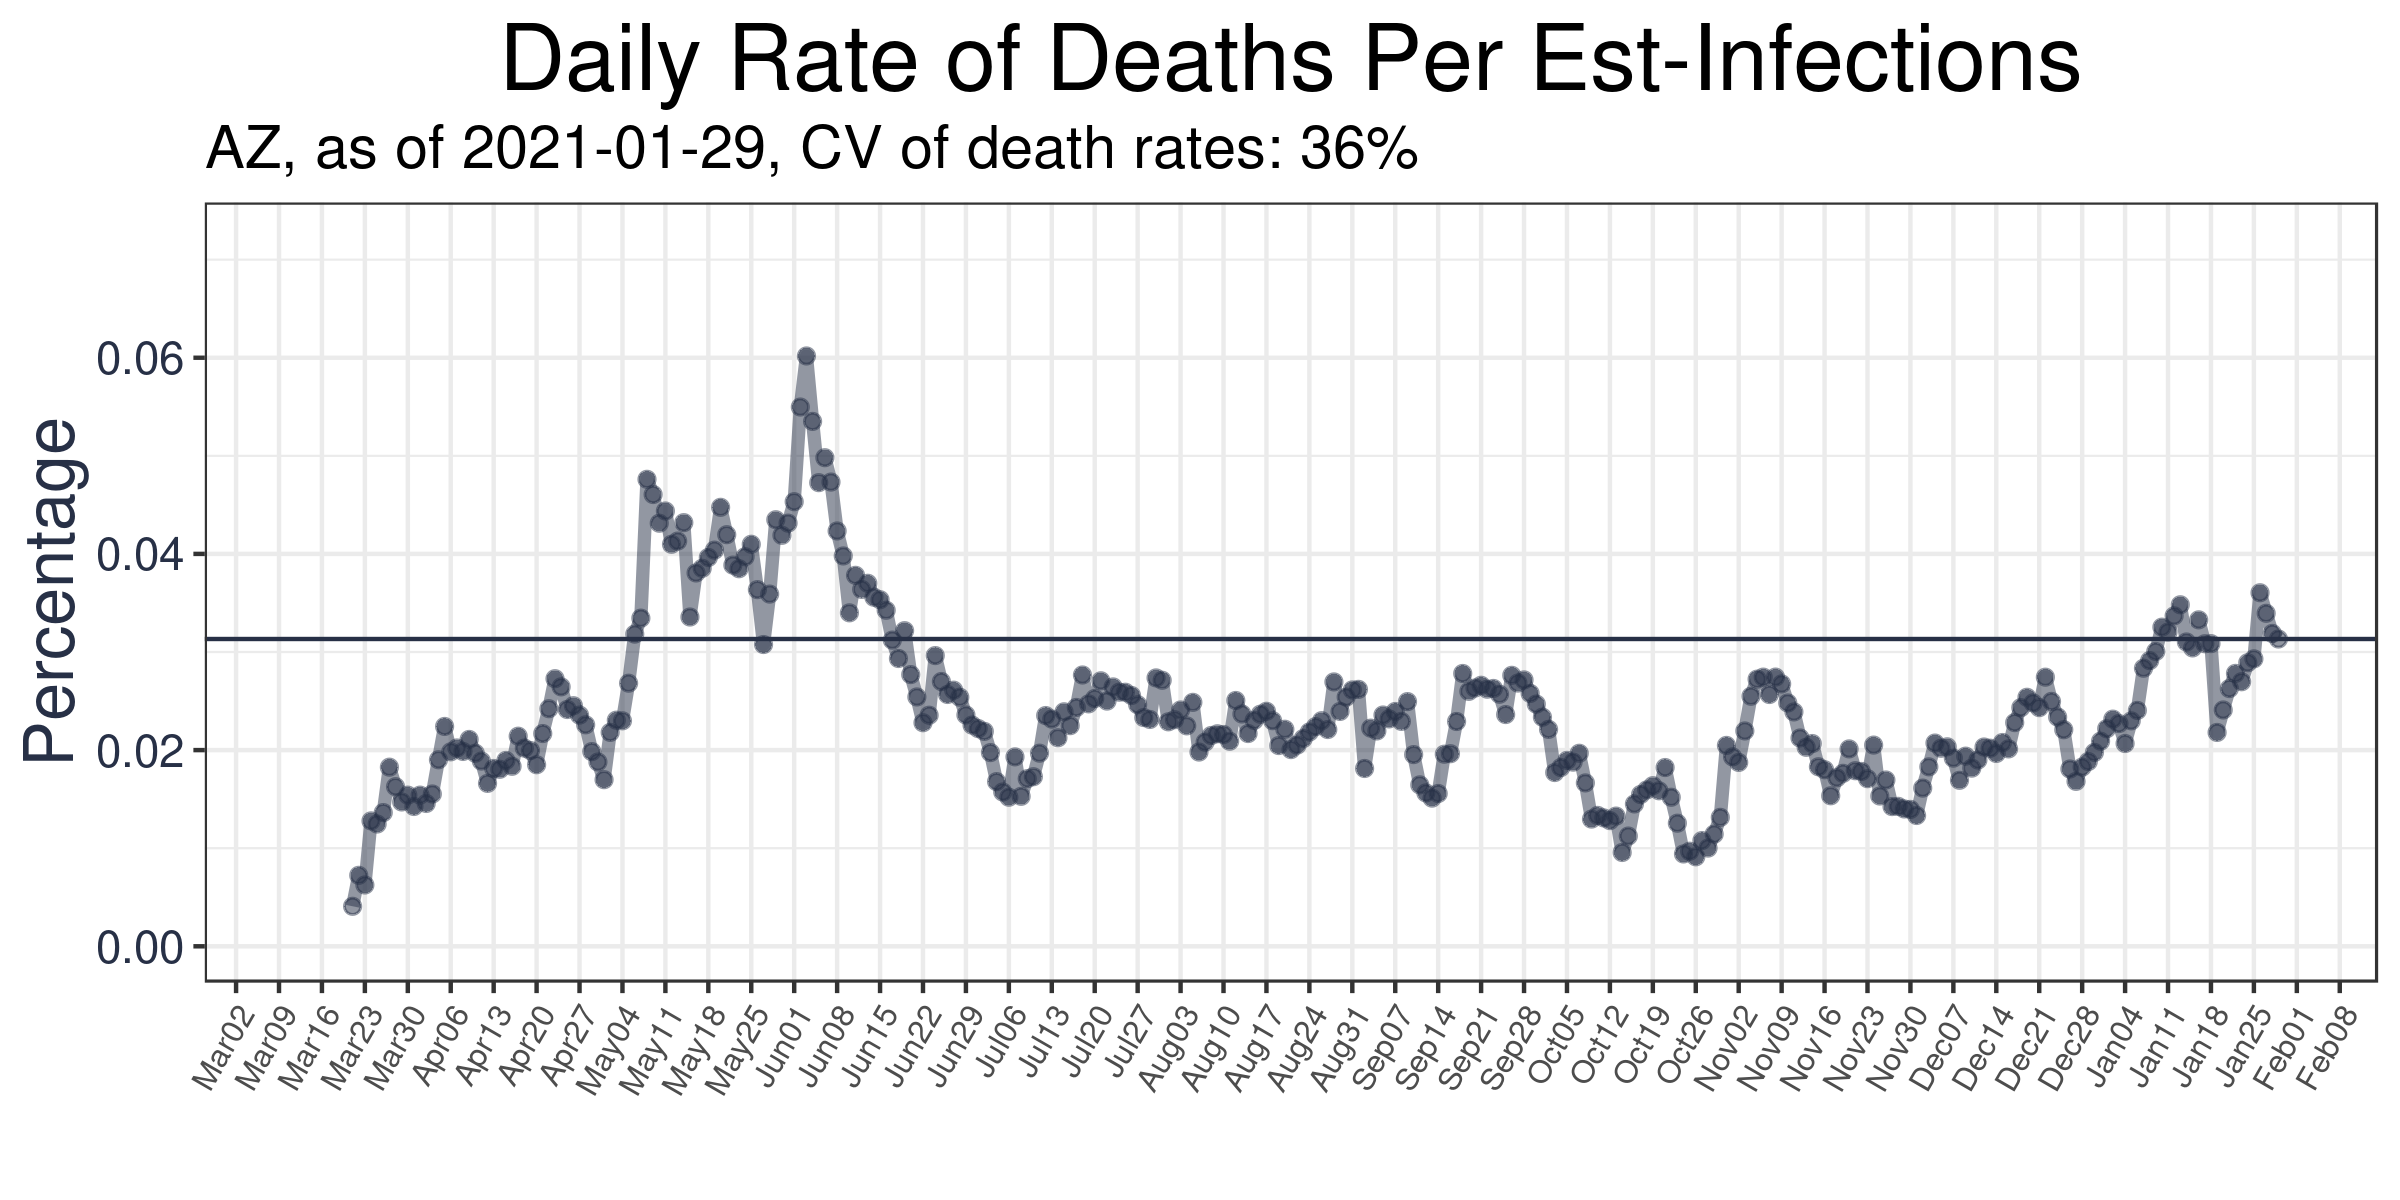 Daily Rate of Deaths Per Est-Infections
AZ, as of 2021-01-29, CV of death rates: 36%
Percentage
0.06
0.04
0.02
0.00
Mar02 Mar09 Mar16 Mar23 Mar30 Apr06 Apr13 Apr20 Apr27 May04 May11 May18 May25 Jun01 Jun08 Jun15 Jun22 Jun29 Jul06 Jul13 Jul20 Jul27 Aug03 Aug10 Aug17 Aug24 Aug31 Sep07 Sep14 Sep21 Sep28 Oct05 Oct12 Oct19 Oct26 Nov02 Nov09 Nov16 Nov23 Nov30 Dec07 Dec14 Dec21 Dec28 Jan04 Jan11 Jan18 Jan25 Feb01 Feb08